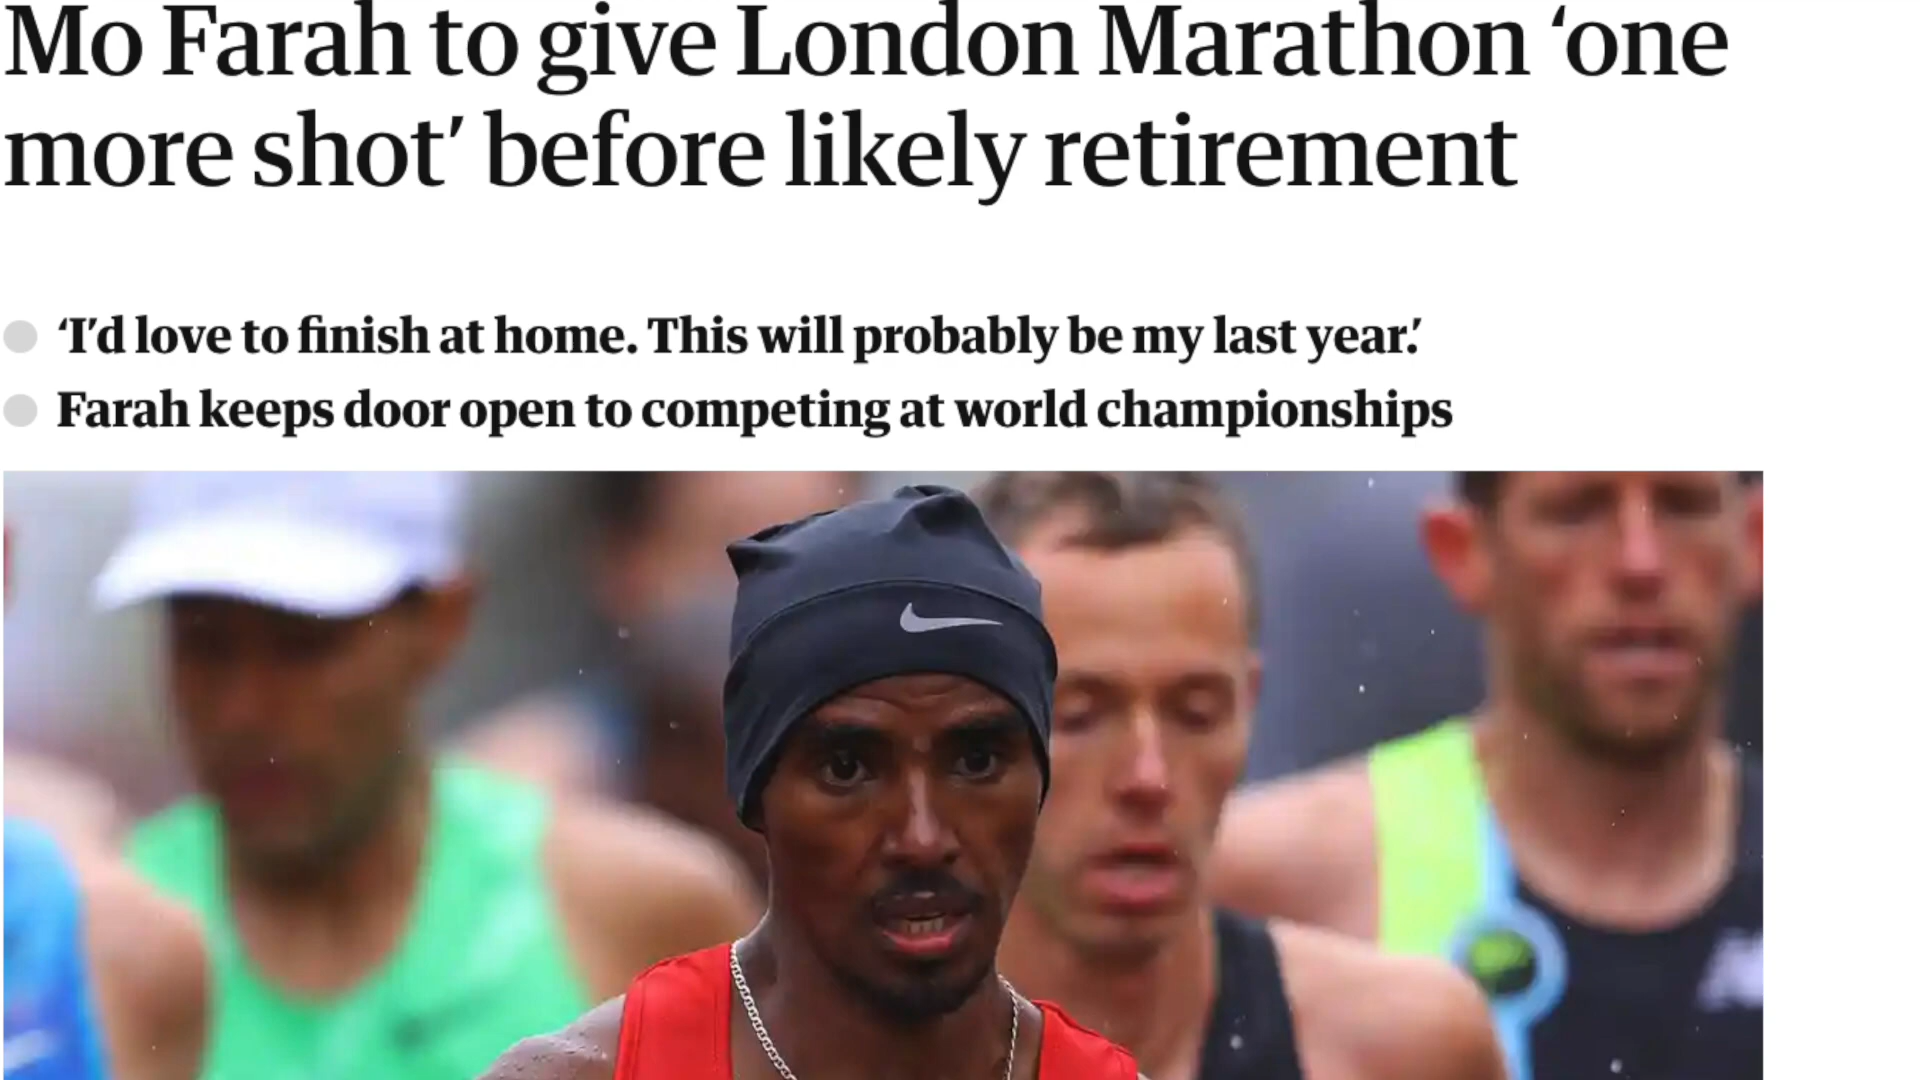 Mo Farah to give London Marathon ‘one
more shot’ before likely retirement
‘I’d love to finish at home. This will probably be my last year.’
Farah keeps door open to competing at world championships